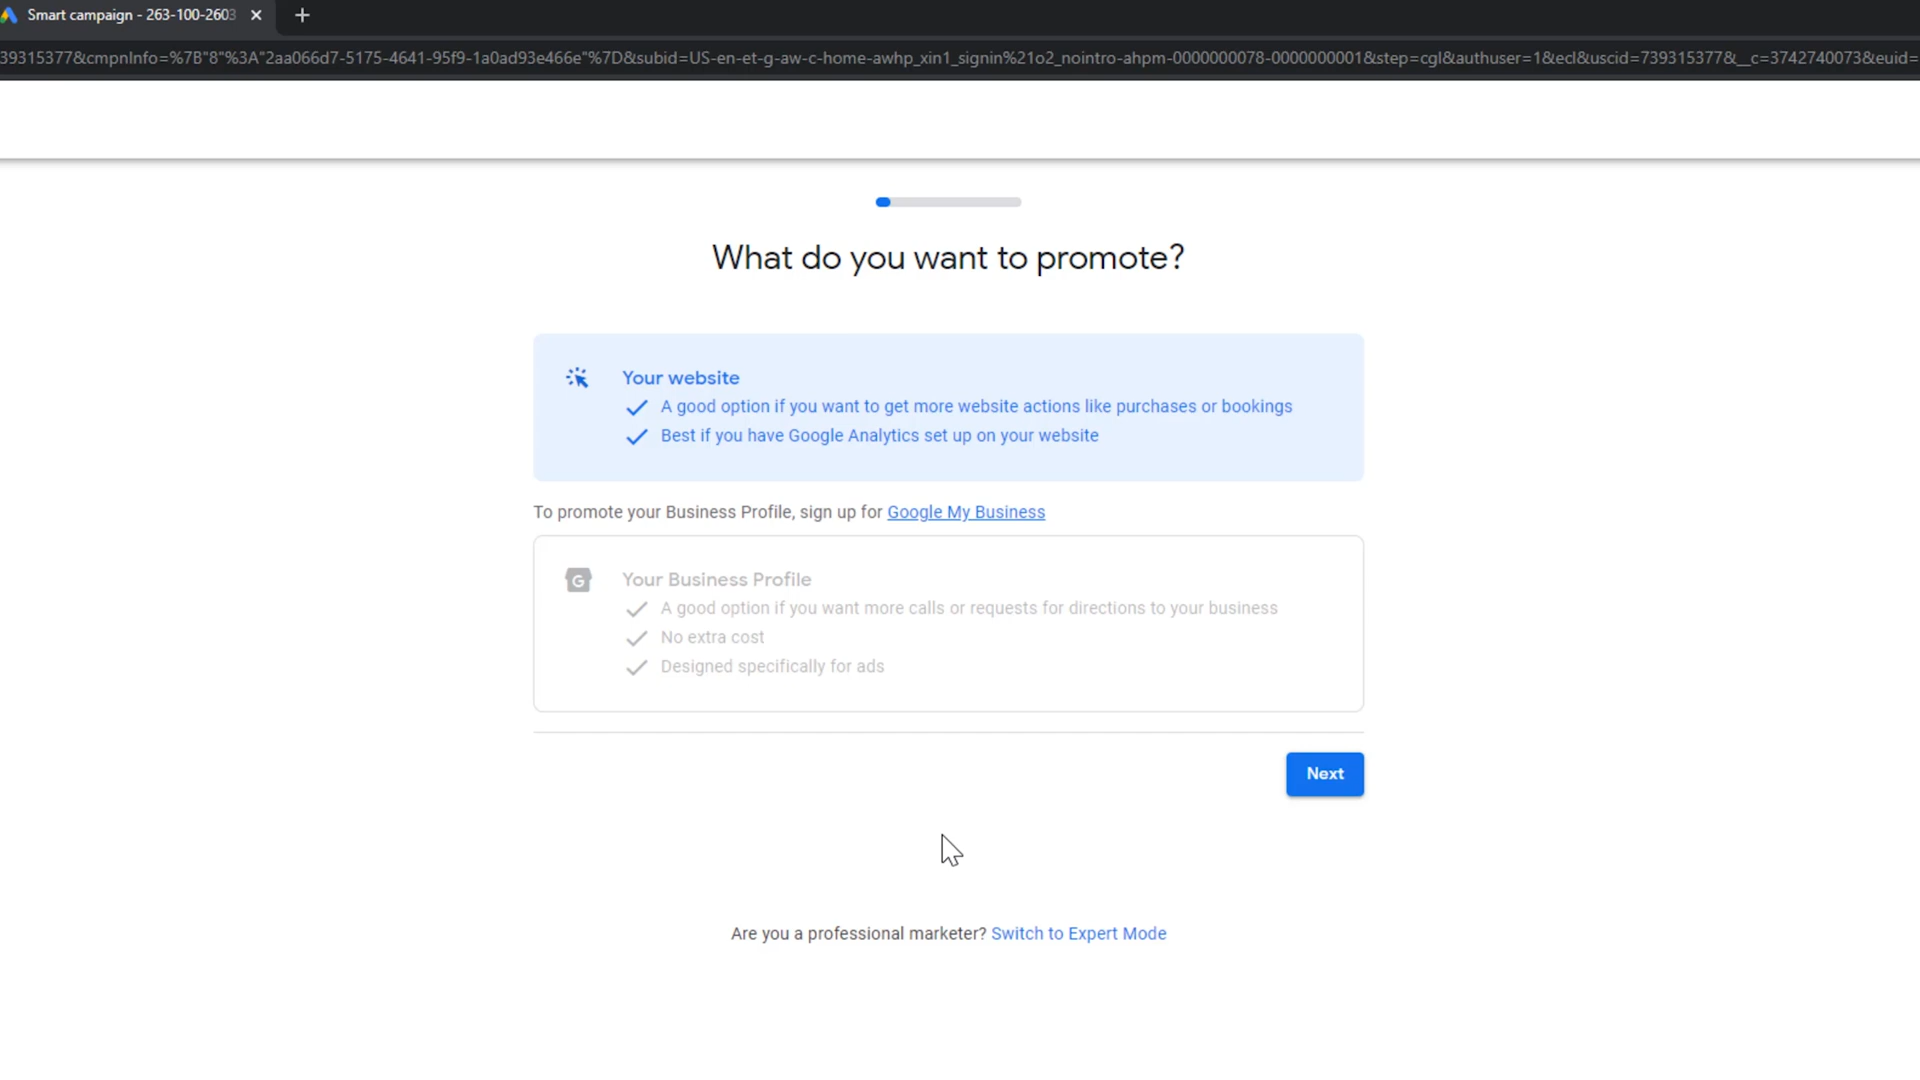 Smart campaign - 263-100-2603
39315377&cmpnInfo=%7B"8"%3A"2aa066d7-5175-4641-95f9-1a0ad93e466e"%7D&subid=US-en-et-g-aw-c-home-awhp_xin1_signin%21o2_nointro-ahpm-0000000078-0000000001&step=cgl&authuser=1&ecl&uscid=739315377&__c=3742740073&euid=
What do you want to promote?
Your website
A good option if you want to get more website actions like purchases or bookings
Best if you have Google Analytics set up on your website
To promote your Business Profile, sign up for Google My Business
G
Your Business Profile
A good option if you want more calls or requests for directions to your business
No extra cost
Designed specifically for ads
Next
Are you a professional marketer? Switch to Expert Mode